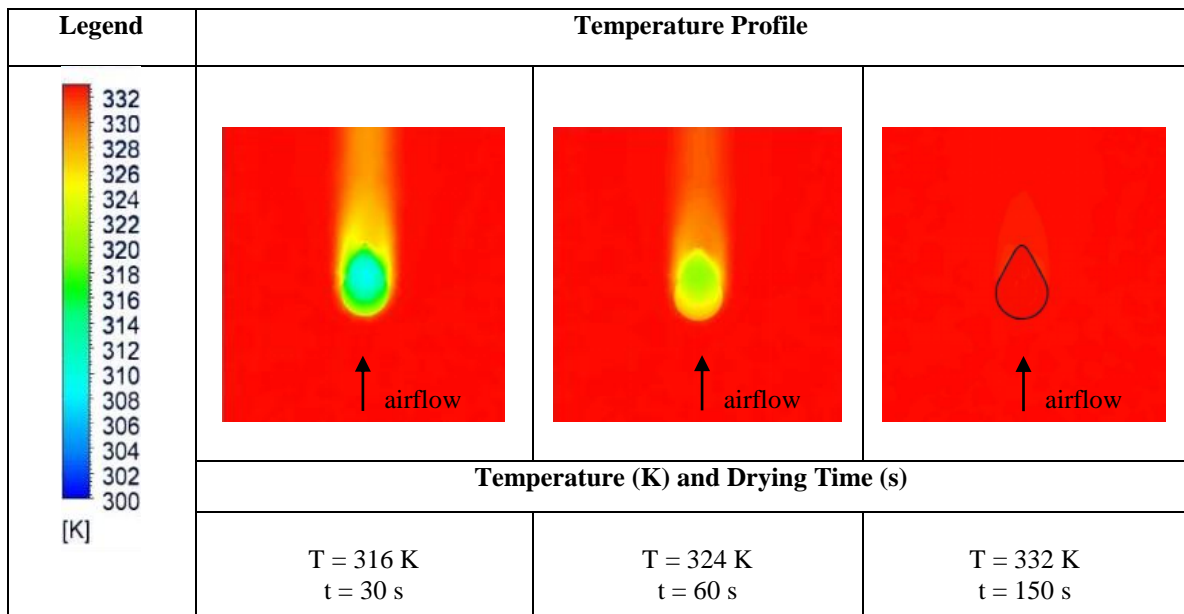 Legend
Temperature Profile
332
330
328
326
324
322
320
318
316
314
312
310
308
306
304
302
300
[K]
airflow
airflow
airflow
Temperature (K) and Drying Time (s)
T = 316 K
t = 30 s
T = 324 K
t = 60 s
T = 332 K
t = 150 s